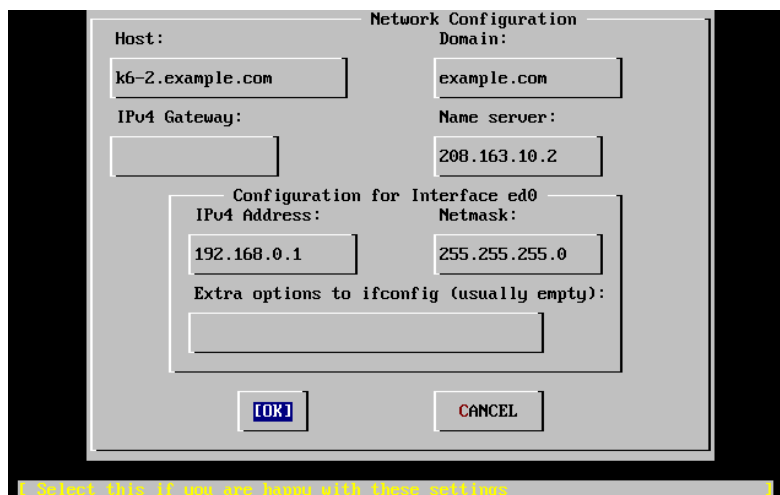 Network Configuration
Host: Domain:
k6-2.example.com example.com
IPv4 Gateway: Name server:
208.163.10.2
Configuration for Interface ed0
IPv4 Address: Netmask:
192.168.0.1 255.255.255.0
Extra options to ifconfig (usually empty):
[OK] CANCEL
[ Select this if you are happy with these settings ]